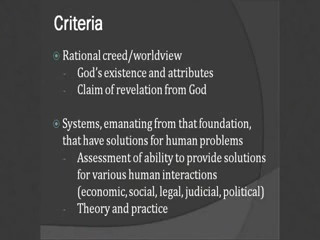 Criteria
Rational creed/worldview
- God's existence and attributes
- Claim of revelation from God
Systems, emanating from that foundation,
that have solutions for human problems
- Assessment of ability to provide solutions
for various human interactions
(economic, social, legal, judicial, political)
- Theory and practice